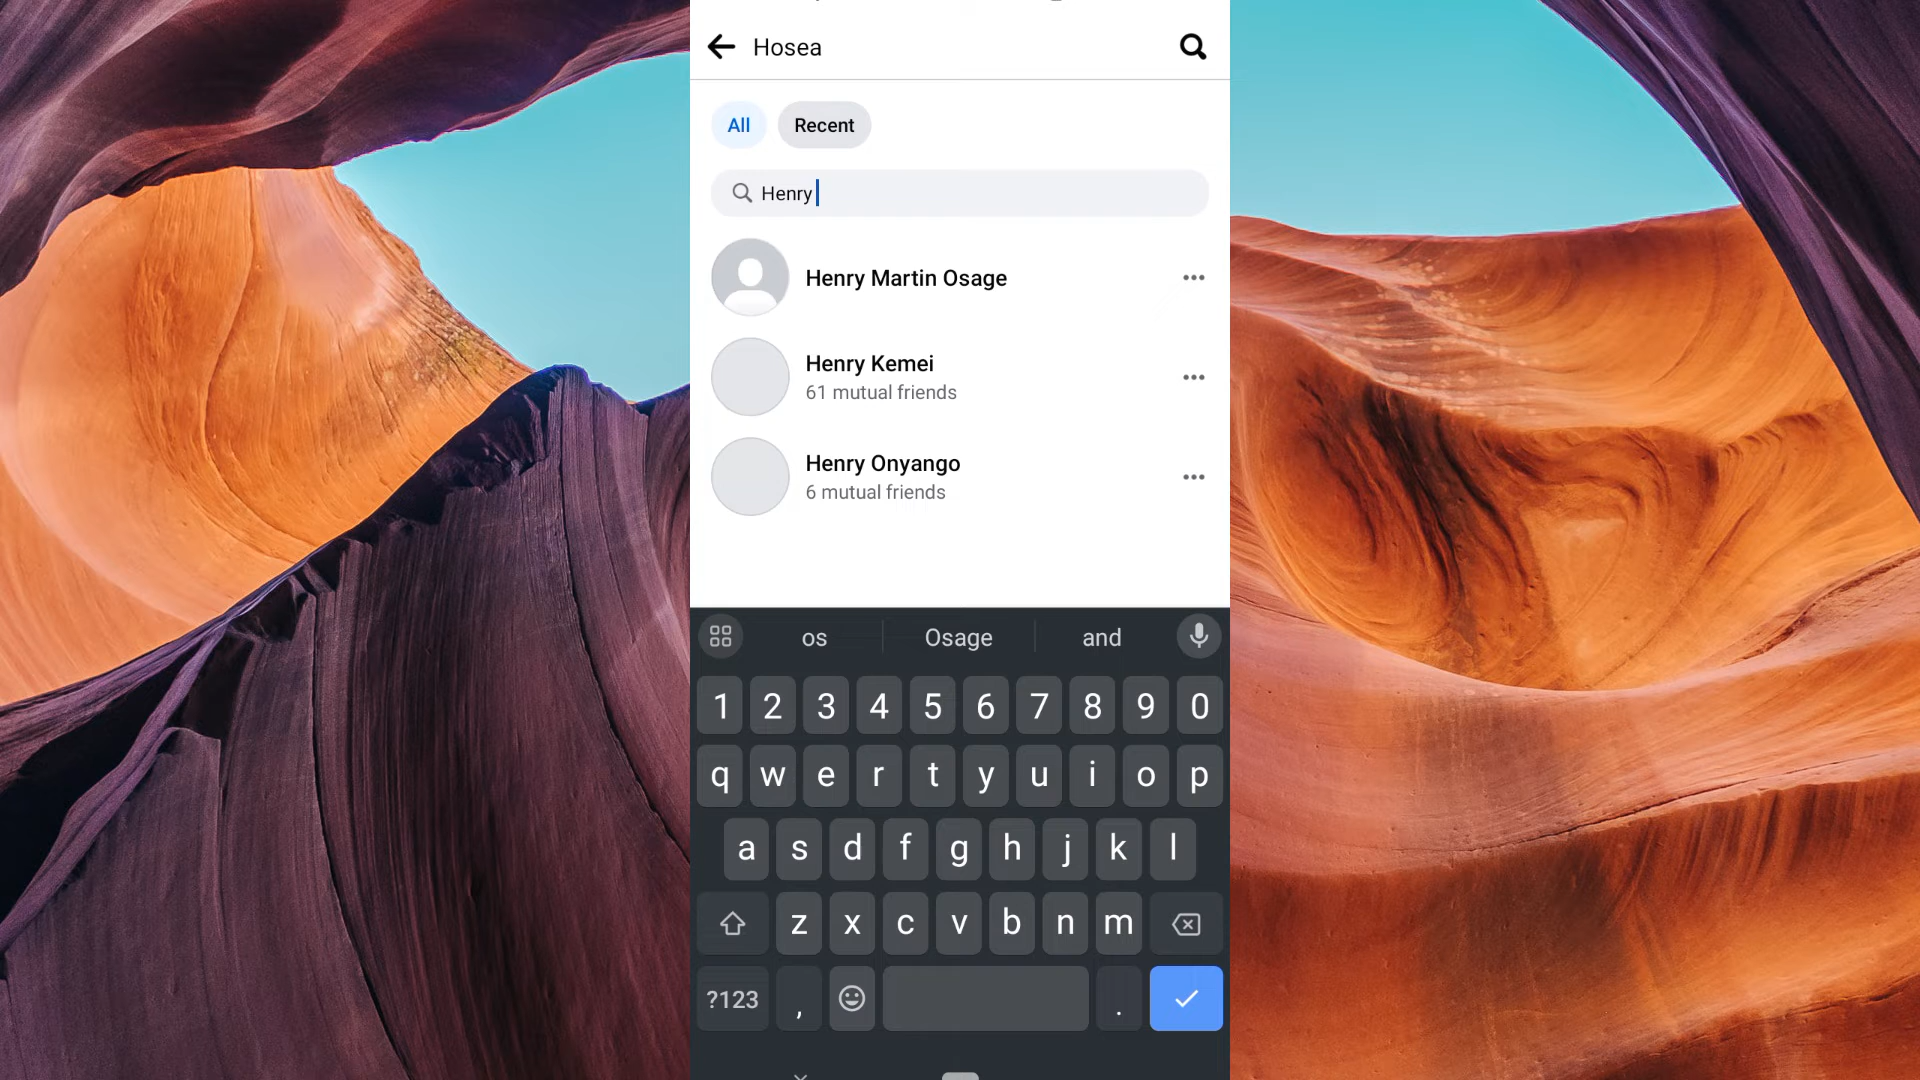 Hosea
All Recent
Henry
Henry Martin Osage
Henry Kemei
61 mutual friends
Henry Onyango
6 mutual friends
os Osage and
1 2 3 4 5 6 7 8 9 0
q w e r t y u i o p
a s d f g h j k l
z x c v b n m
?123 , .